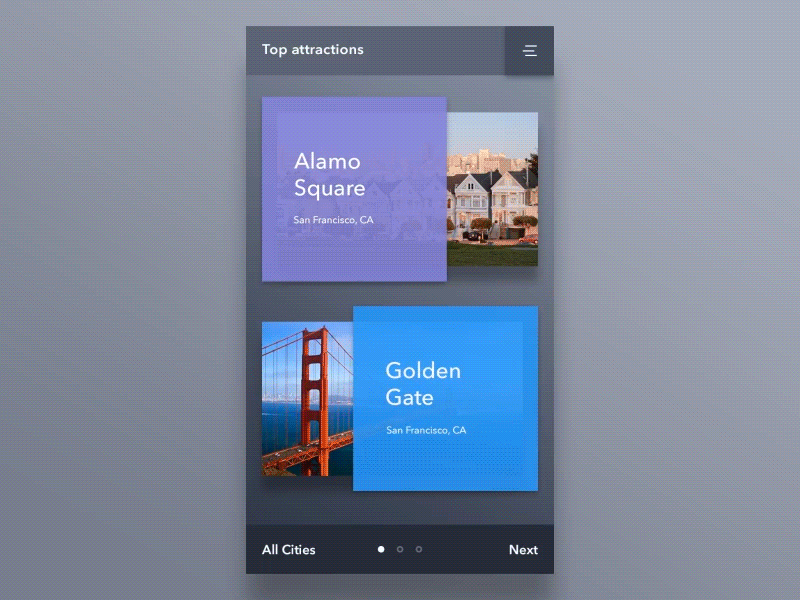 Top attractions
Alamo
Square
San Francisco, CA
Golden
Gate
San Francisco, CA
All Cities
Next